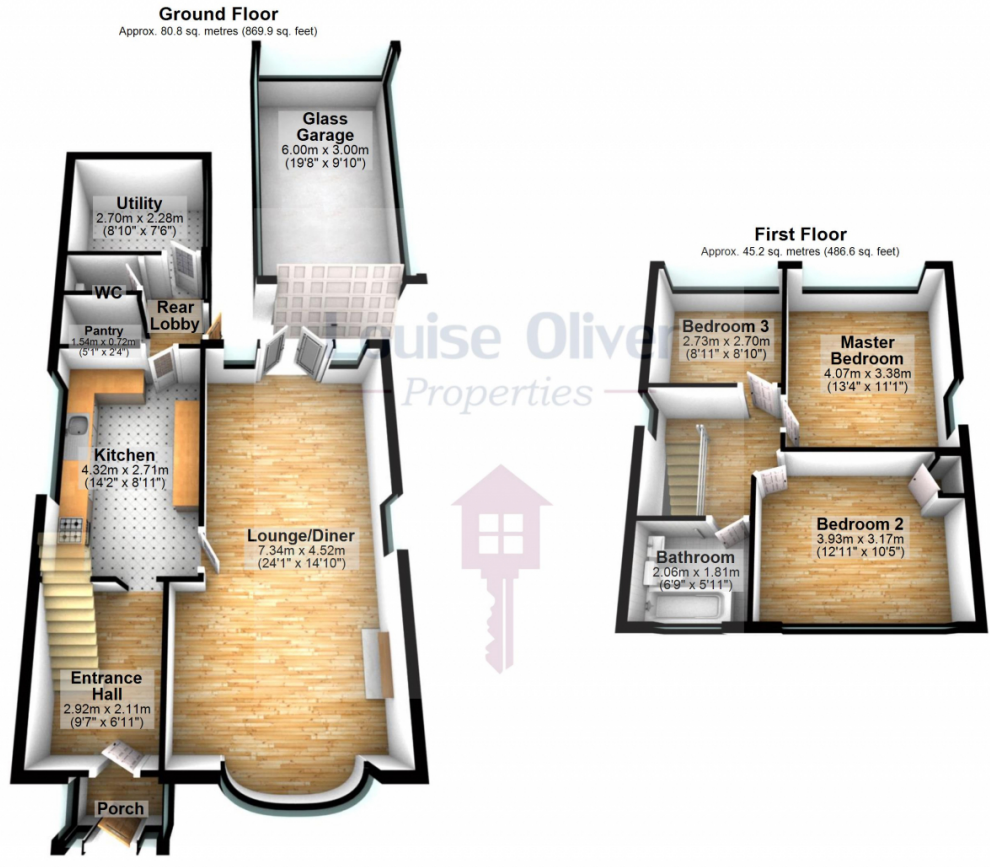 Ground Floor
Approx. 80.8 sq. metres (869.9 sq. feet)
Glass
Garage
6.00m x 3.00m
(19'8" x 9'10")
Utility
2.70m x 2.28m
(8'10" x 7'6")
WC
Rear
Lobby
Pantry
1.54m x 0.72m
(5'1" x 2'4")
Kitchen
4.32m x 2.71m
(14'2" x 8'11")
Lounge/Diner
7.34m x 4.52m
(24'1" x 14'10")
Entrance
Hall
2.92m x 2.11m
(9'7" x 6'11")
Porch
Louise Oliver
Properties
First Floor
Approx. 45.2 sq. metres (486.6 sq. feet)
Bedroom 3
2.73m x 2.70m
(8'11" x 8'10")
Master
Bedroom
4.07m x 3.38m
(13'4" x 11'1")
Bedroom 2
3.93m x 3.17m
(12'11" x 10'5")
Bathroom
2.06m x 1.81m
(6'9" x 5'11")